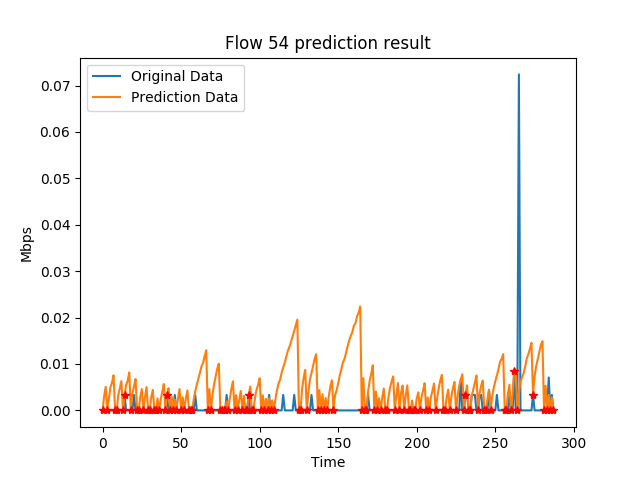 Flow 54 prediction result
Original Data
Prediction Data
0.07
0.06
0.05
0.04
0.03
0.02
0.01
0.00
Mbps
0 50 100 150 200 250 300
Time